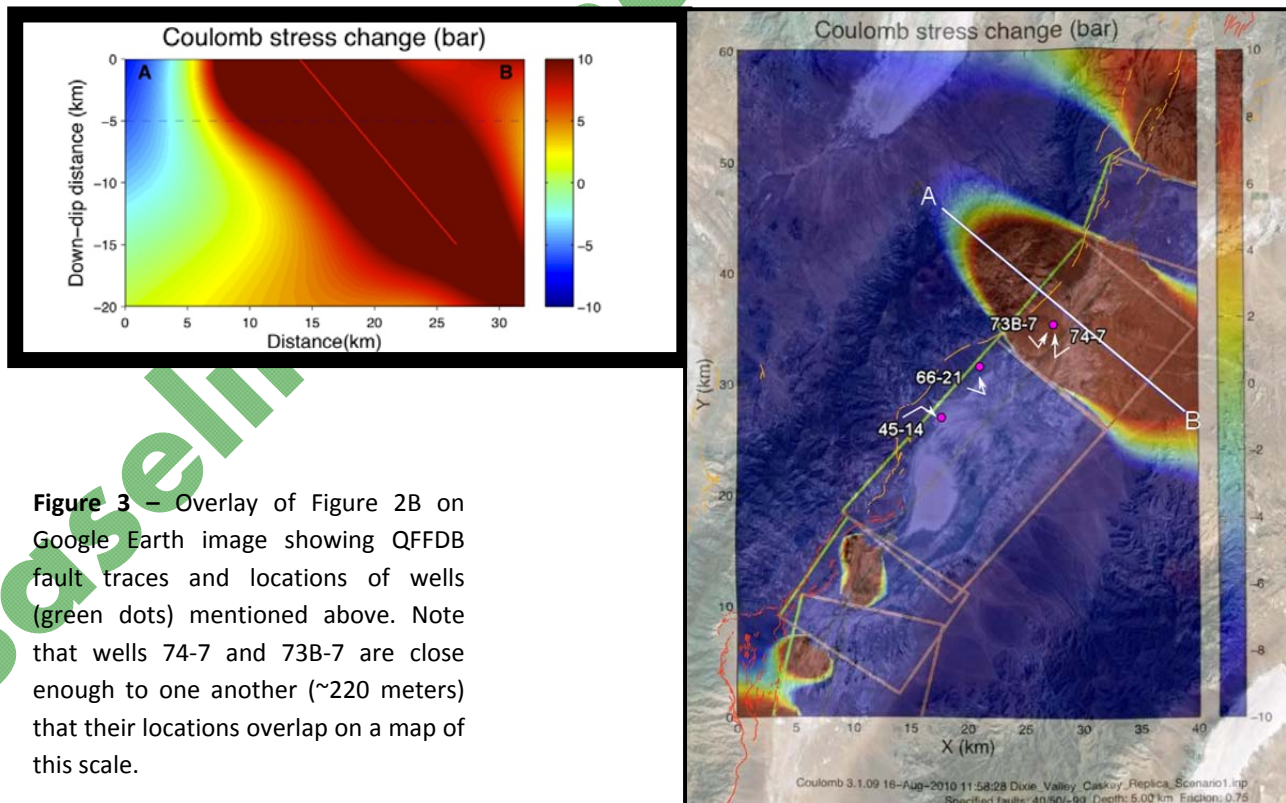 Coulomb stress change (bar)
A
B
Down-dip distance (km)
0
-5
-10
-15
-20
0
5
10
15
20
25
30
Distance(km)
10
5
0
-5
-10
Figure 3 – Overlay of Figure 2B on
Google Earth image showing QFFDB
fault traces and locations of wells
(green dots) mentioned above. Note
that wells 74-7 and 73B-7 are close
enough to one another (~220 meters)
that their locations overlap on a map of
this scale.
Coulomb stress change (bar)
60
50
40
30
20
10
0
Y (km)
A
B
73B-7
74-7
66-21
45-14
5
10
15
20
25
30
35
40
X (km)
10
8
6
4
2
0
-2
-4
-6
-8
-10
Coulomb 3.1.09 16-Aug-2010 11:58:28 Dixie_Valley_Caskey_Replica_Scenario1.inp
Specified faults: 40/50/-90 Depth: 5.00 km Friction: 0.75